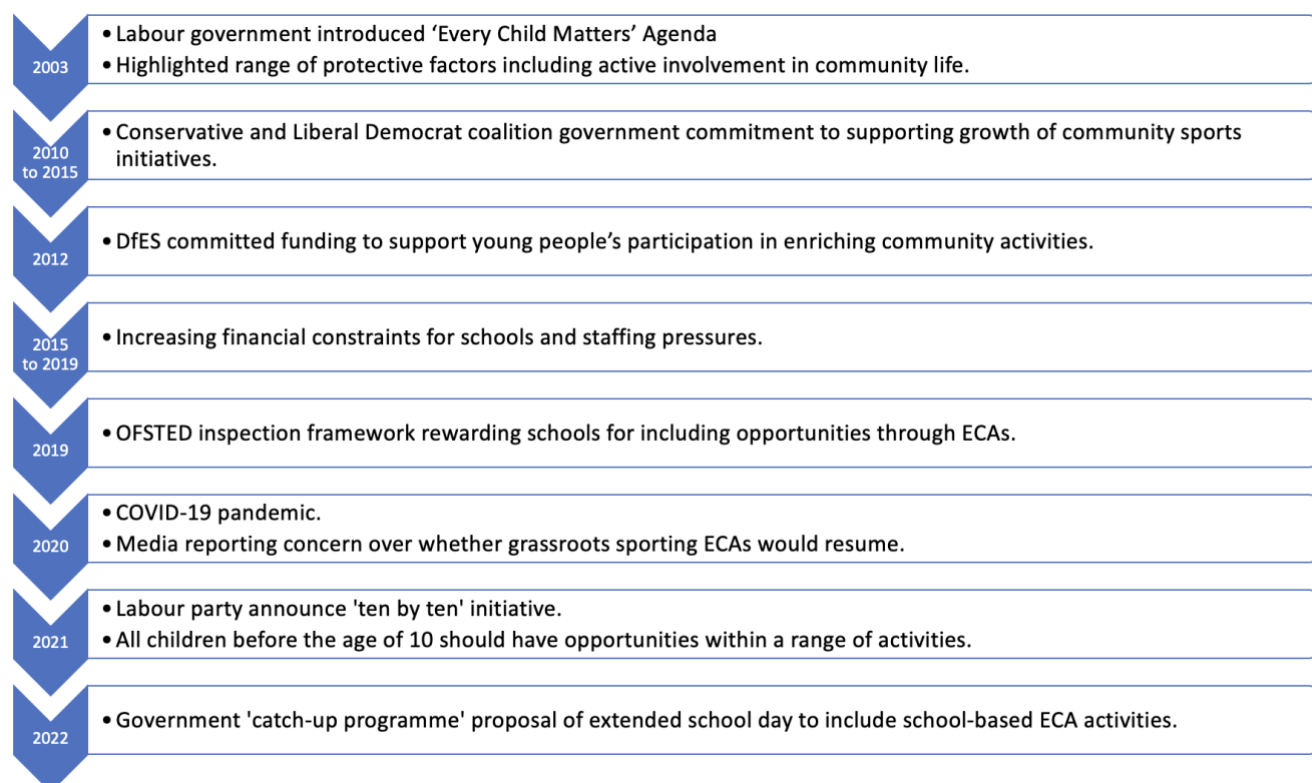 2003
• Labour government introduced ‘Every Child Matters’ Agenda
• Highlighted range of protective factors including active involvement in community life.
2010
to 2015
• Conservative and Liberal Democrat coalition government commitment to supporting growth of community sports
initiatives.
2012
• DfES committed funding to support young people’s participation in enriching community activities.
2015
to 2019
• Increasing financial constraints for schools and staffing pressures.
2019
• OFSTED inspection framework rewarding schools for including opportunities through ECAs.
2020
• COVID-19 pandemic.
• Media reporting concern over whether grassroots sporting ECAs would resume.
2021
• Labour party announce 'ten by ten' initiative.
• All children before the age of 10 should have opportunities within a range of activities.
2022
• Government 'catch-up programme' proposal of extended school day to include school-based ECA activities.